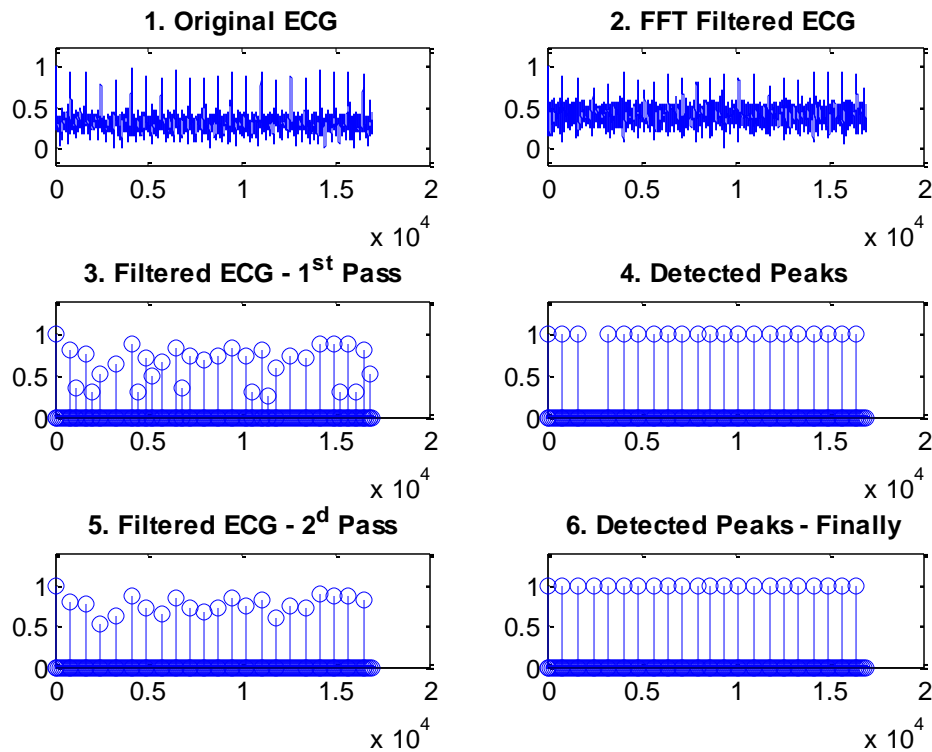 1. Original ECG
1
0.5
0
0 0.5 1 1.5 2
x 10^4
2. FFT Filtered ECG
1
0.5
0
0 0.5 1 1.5 2
x 10^4
3. Filtered ECG - 1^st Pass
1
0.5
0
0 0.5 1 1.5 2
x 10^4
4. Detected Peaks
1
0.5
0
0 0.5 1 1.5 2
x 10^4
5. Filtered ECG - 2^d Pass
1
0.5
0
0 0.5 1 1.5 2
x 10^4
6. Detected Peaks - Finally
1
0.5
0
0 0.5 1 1.5 2
x 10^4